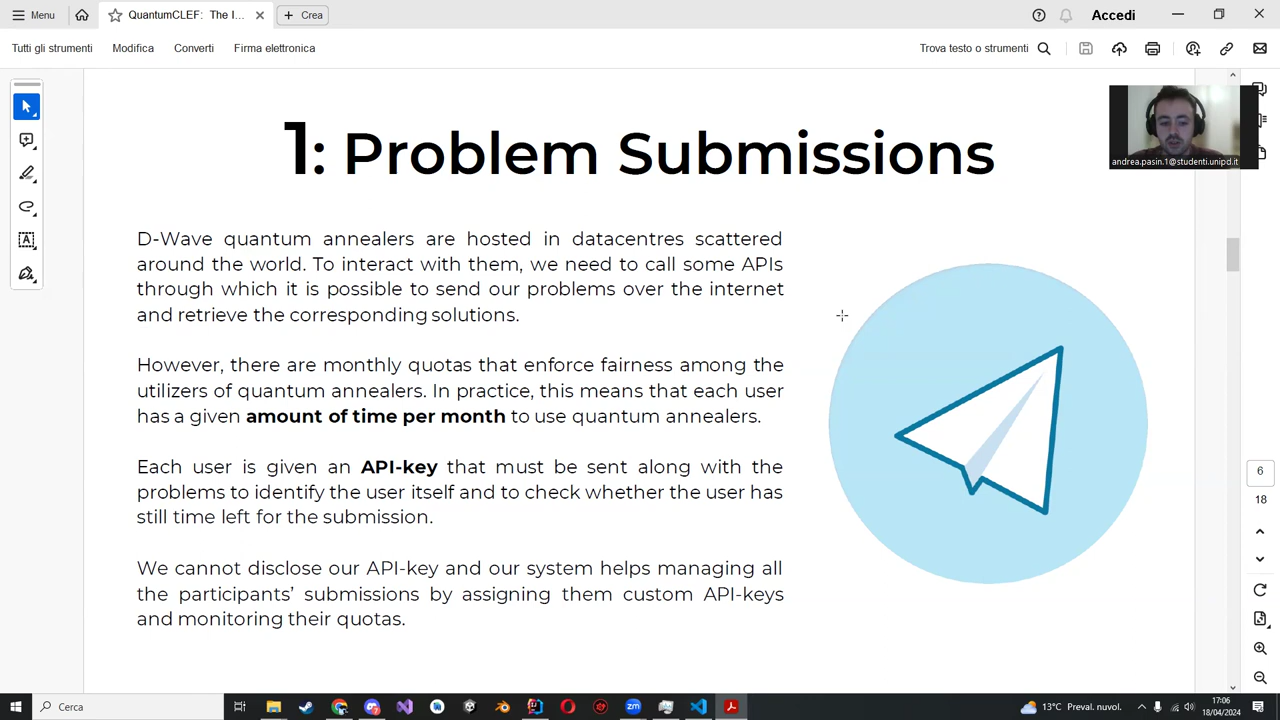 Menu
QuantumCLEF: The I...
Crea
Accedi
Tutti gli strumenti
Modifica
Converti
Firma elettronica
Trova testo o strumenti
andrea.pasin.1@studenti.unipd.it
1: Problem Submissions
D-Wave quantum annealers are hosted in datacentres scattered
around the world. To interact with them, we need to call some APIs
through which it is possible to send our problems over the internet
and retrieve the corresponding solutions.
However, there are monthly quotas that enforce fairness among the
utilizers of quantum annealers. In practice, this means that each user
has a given amount of time per month to use quantum annealers.
Each user is given an API-key that must be sent along with the
problems to identify the user itself and to check whether the user has
still time left for the submission.
We cannot disclose our API-key and our system helps managing all
the participants' submissions by assigning them custom API-keys
and monitoring their quotas.
6
18
Cerca
zm
13°C Preval. nuvol.
17:06
18/04/2024